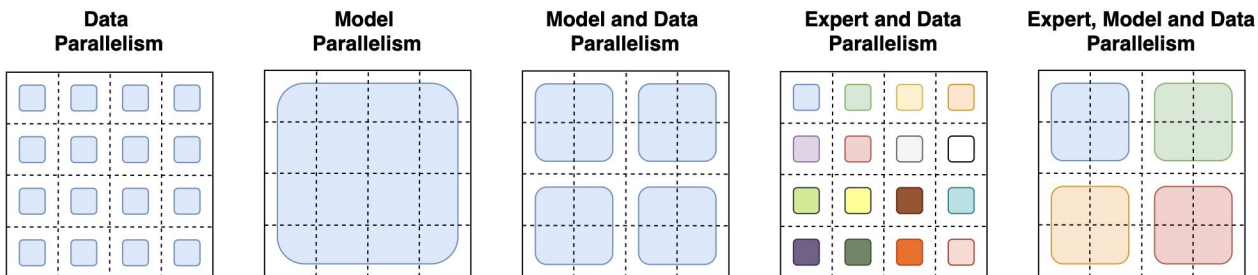 Data
Parallelism
Model
Parallelism
Model and Data
Parallelism
Expert and Data
Parallelism
Expert, Model and Data
Parallelism